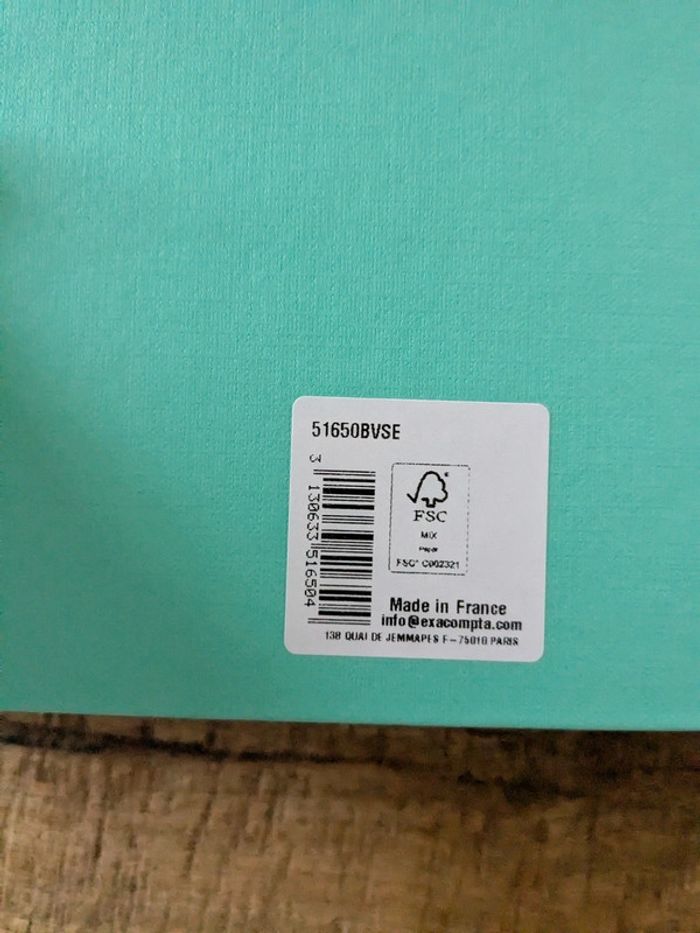 51650BVSE
3 130633 516504
FSC
MIX
Paper
FSC® C002321
Made in France
info@exacompta.com
138 QUAI DE JEMMAPES F-75010 PARIS